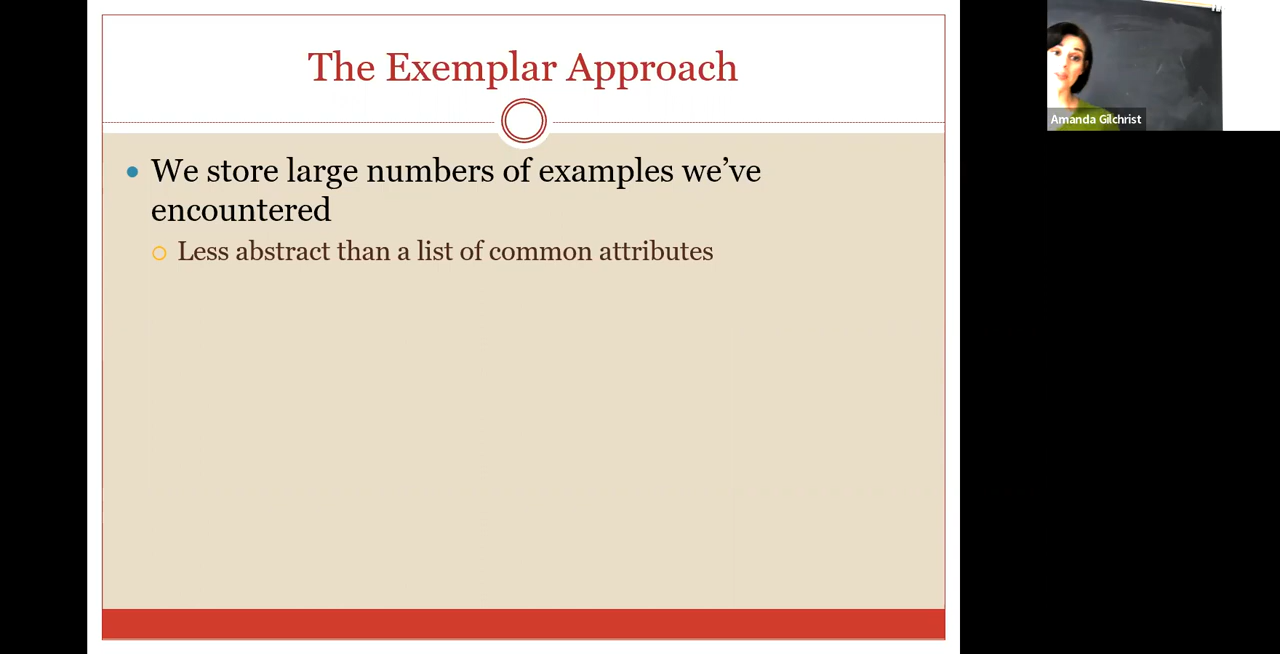 The Exemplar Approach
We store large numbers of examples we’ve
encountered
Less abstract than a list of common attributes
Amanda Gilchrist